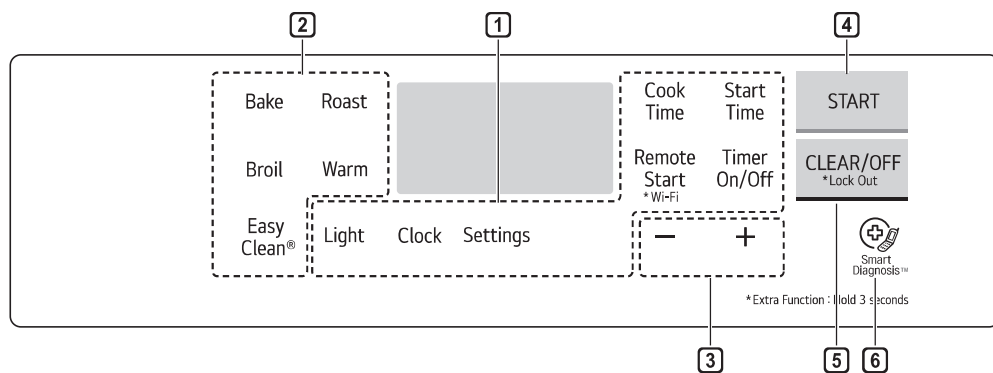 2
1
4
Bake
Roast
Cook
Time
Start
Time
START
Broil
Warm
Remote
Start
* Wi-Fi
Timer
On/Off
CLEAR/OFF
*Lock Out
Easy
Clean®
Light
Clock
Settings
−
+
Smart
Diagnosis™
*Extra Function : Hold 3 seconds
3
5
6